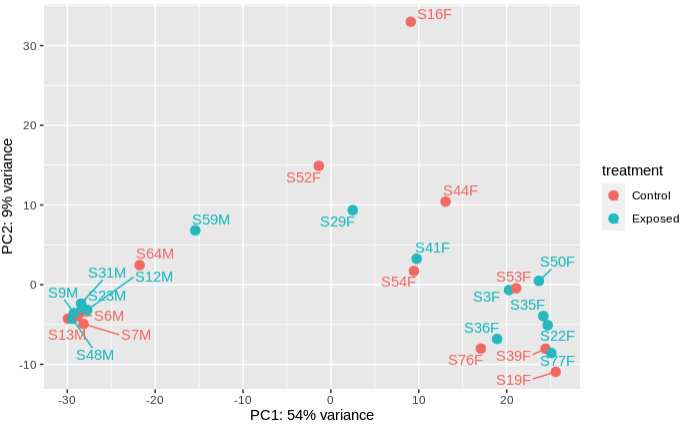 S16F
30
20
S52F
S44F
10
S29F
S59M
S41F
S64M
S54F
S50F
S31M
S12M
S53F
0
S9M
S23M
S3F
S35F
S6M
S36F
S13M
S7M
S22F
S48M
S76F
S39F
S77F
-10
S19F
-30
-20
-10
0
10
20
PC1: 54% variance
PC2: 9% variance
treatment
Control
Exposed